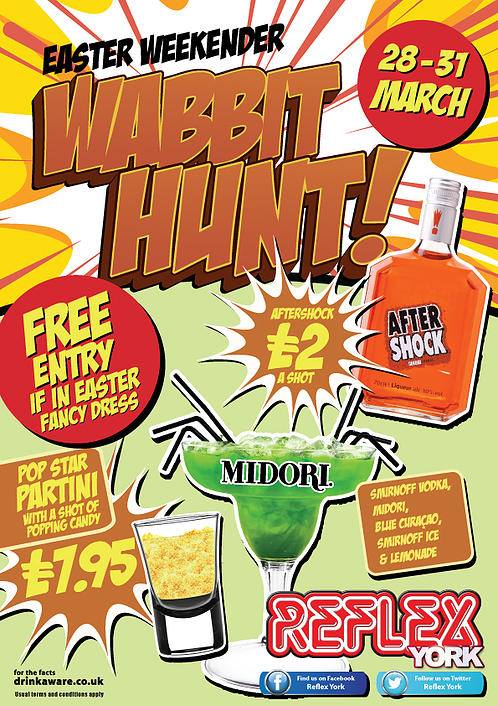 EASTER WEEKENDER
28-31
MARCH
WABBIT
HUNT!
FREE
ENTRY
IF IN EASTER
FANCY DRESS
AFTERSHOCK
£2
A SHOT
AFTER
SHOCK
POP STAR
PARTINI
WITH A SHOT OF
POPPING CANDY
£7.95
MIDORI
SMIRNOFF VODKA,
MIDORI,
BLUE CURAÇAO,
SMIRNOFF ICE
& LEMONADE
REFLEX
YORK
for the facts
drinkaware.co.uk
Usual terms and conditions apply
Find us on Facebook
Reflex York
Follow us on Twitter
Reflex York